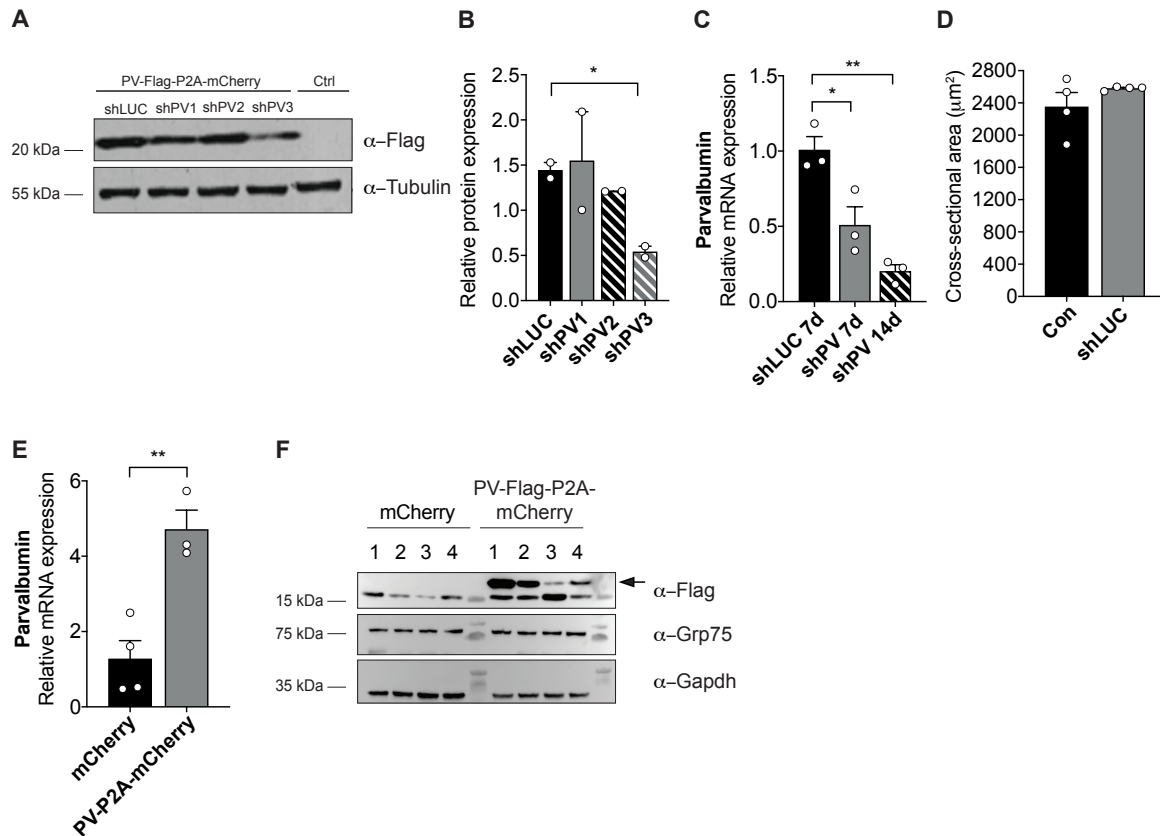 A
PV-Flag-P2A-mCherry Ctrl
shLUC shPV1 shPV2 shPV3
20 kDa α–Flag
55 kDa α–Tubulin
B
Relative protein expression
2.5
2.0
1.5
1.0
0.5
0.0
*
shLUC
shPV1
shPV2
shPV3
C
Parvalbumin
Relative mRNA expression
1.5
1.0
0.5
0.0
**
*
shLUC 7d
shPV 7d
shPV 14d
D
Cross-sectional area (μm²)
2800
2400
2000
1600
1200
800
400
0
Con
shLUC
E
Parvalbumin
Relative mRNA expression
6
4
2
0
**
mCherry
PV-P2A-mCherry
F
mCherry
PV-Flag-P2A-
mCherry
1 2 3 4 1 2 3 4
15 kDa α–Flag
75 kDa α–Grp75
35 kDa α–Gapdh